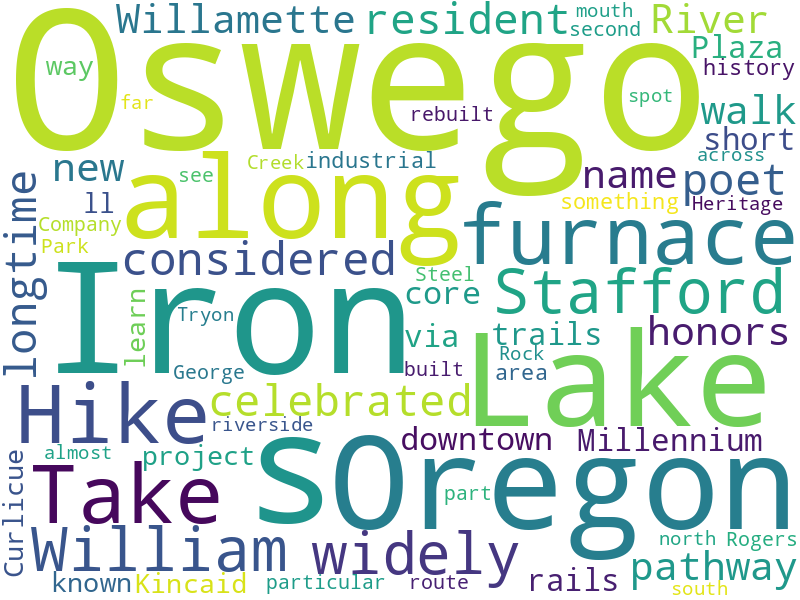 Willamette resident mouth second River
Oswego
way
Plaza
history
far
rebuilt
spot
walk
short
across
new
see
Creek industrial
along
name
poet
ll
something
Heritage
longtime
Company
Park
furnace
considered
Iron
Steel
core
Stafford
learn
Tryon
via
trails
honors
Rock
area
George
built
Lake
Hike
celebrated
riverside
downtown
Millennium
almost
project
s
Oregon
Take
part
Curlicue
William
widely
north Rogers
pathway
known
Kincaid
particular
route
rails
south